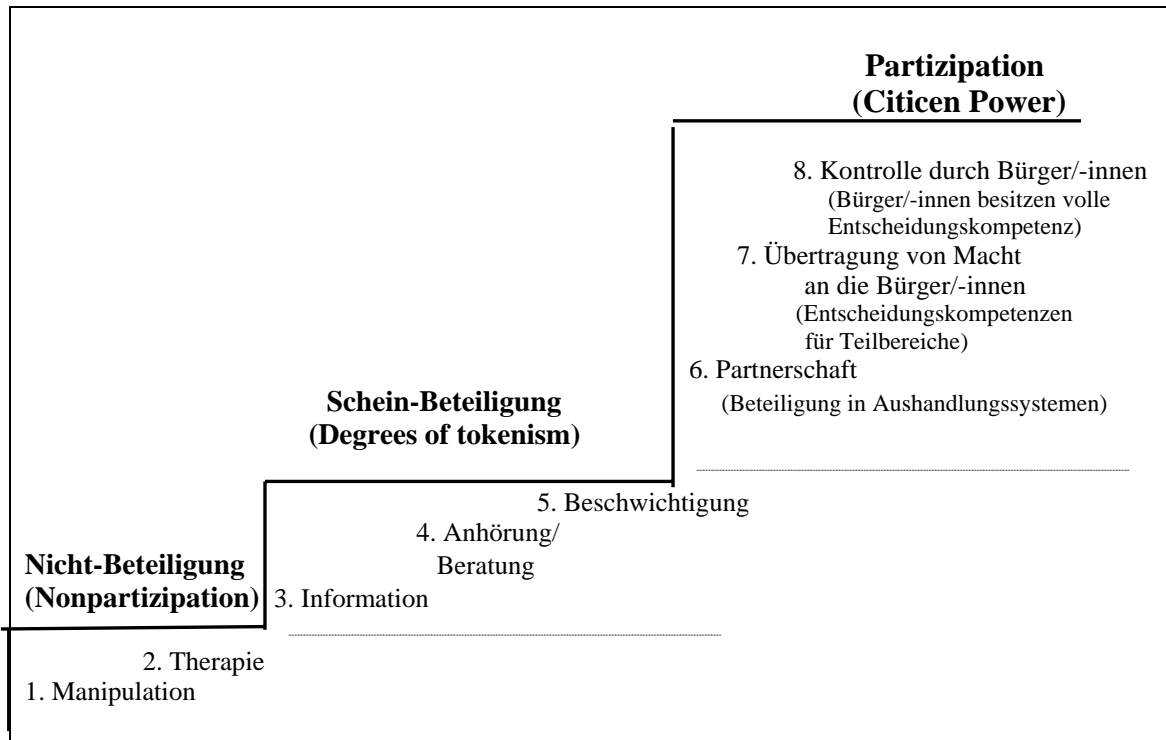 Partizipation
(Citicen Power)
8. Kontrolle durch Bürger/-innen
(Bürger/-innen besitzen volle
Entscheidungskompetenz)
7. Übertragung von Macht
an die Bürger/-innen
(Entscheidungskompetenzen
für Teilbereiche)
6. Partnerschaft
(Beteiligung in Aushandlungssystemen)
Schein-Beteiligung
(Degrees of tokenism)
5. Beschwichtigung
4. Anhörung/
Beratung
3. Information
Nicht-Beteiligung
(Nonpartizipation)
2. Therapie
1. Manipulation